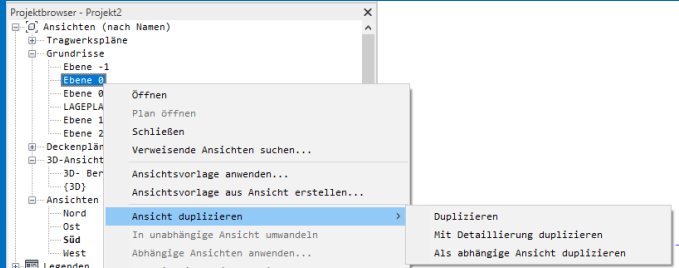 Projektbrowser - Projekt2
Ansichten (nach Namen)
Tragwerkspläne
Grundrisse
Ebene -1
Ebene 0
Ebene 0
LAGEPLA
Ebene 1
Ebene 2
Deckenplän
3D-Ansicht
3D- Ber
{3D}
Ansichten
Nord
Ost
Süd
West
Legenden
Öffnen
Plan öffnen
Schließen
Verweisende Ansichten suchen...
Ansichtsvorlage anwenden...
Ansichtsvorlage aus Ansicht erstellen...
Ansicht duplizieren
In unabhängige Ansicht umwandeln
Abhängige Ansichten anwenden...
Duplizieren
Mit Detaillierung duplizieren
Als abhängige Ansicht duplizieren